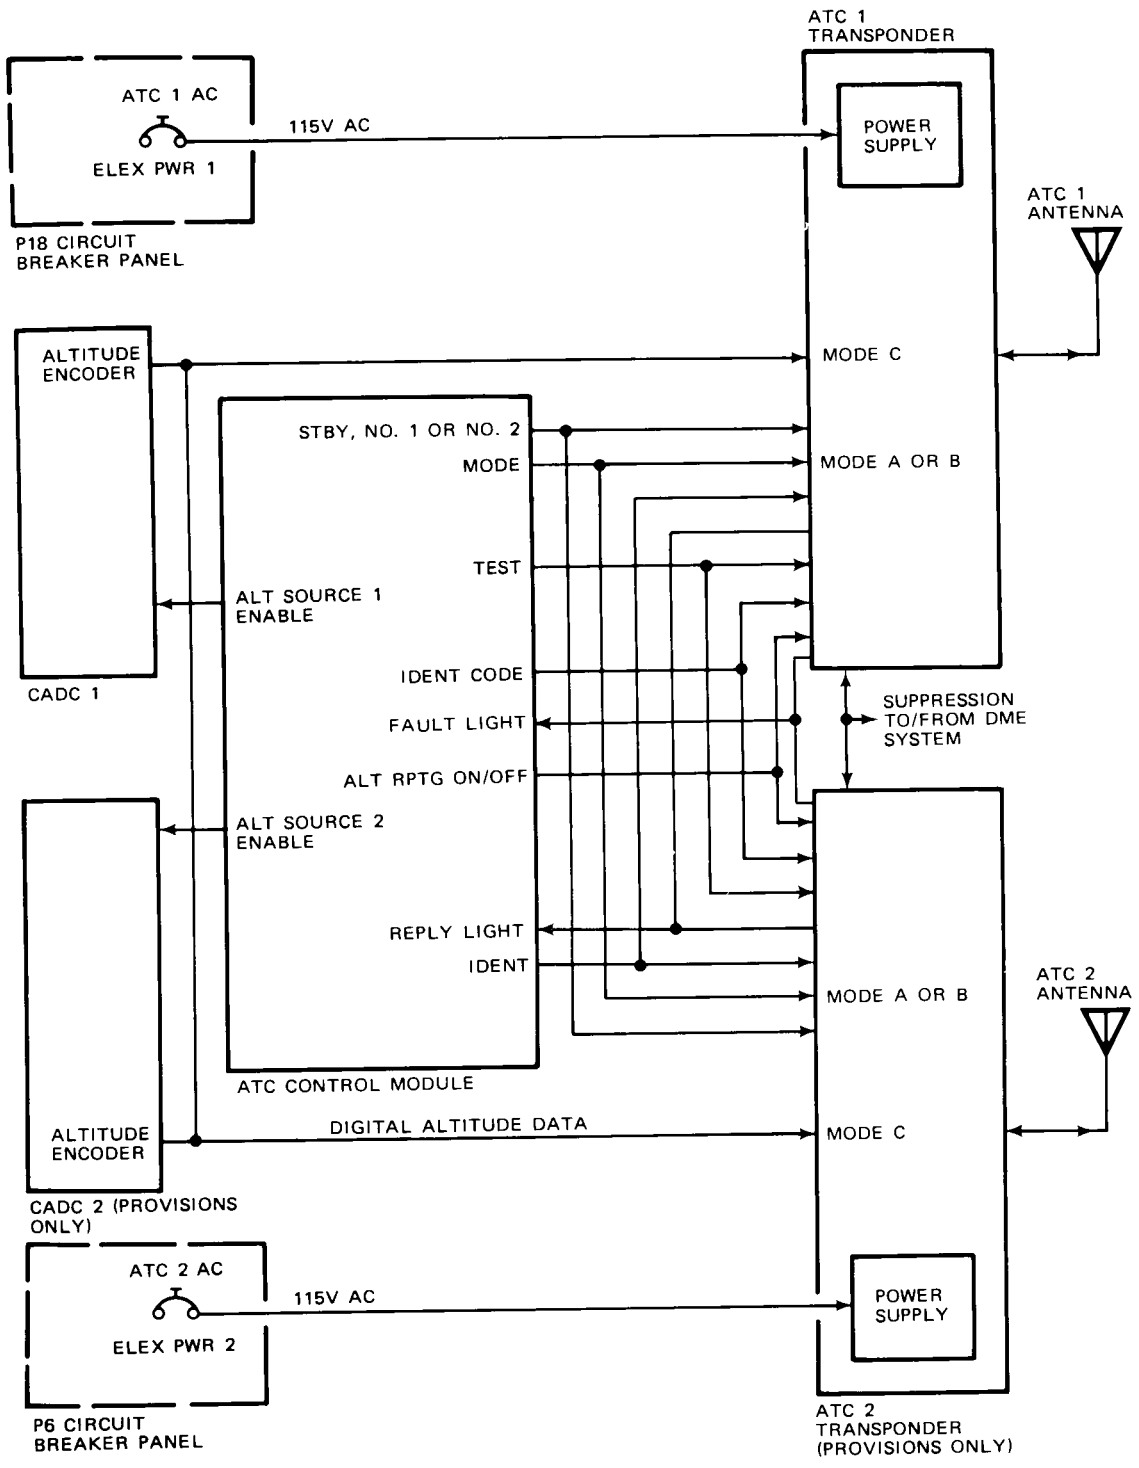 ATC 1
TRANSPONDER
ATC 1 AC
ELEX PWR 1
115V AC
POWER
SUPPLY
P18 CIRCUIT
BREAKER PANEL
ATC 1
ANTENNA
ALTITUDE
ENCODER
MODE C
STBY, NO. 1 OR NO. 2
MODE
MODE A OR B
TEST
ALT SOURCE 1
ENABLE
IDENT CODE
CADC 1
FAULT LIGHT
SUPPRESSION
TO/FROM DME
SYSTEM
ALT RPTG ON/OFF
ALT SOURCE 2
ENABLE
REPLY LIGHT
IDENT
MODE A OR B
ATC 2
ANTENNA
ATC CONTROL MODULE
DIGITAL ALTITUDE DATA
ALTITUDE
ENCODER
MODE C
CADC 2 (PROVISIONS
ONLY)
ATC 2 AC
ELEX PWR 2
115V AC
POWER
SUPPLY
P6 CIRCUIT
BREAKER PANEL
ATC 2
TRANSPONDER
(PROVISIONS ONLY)